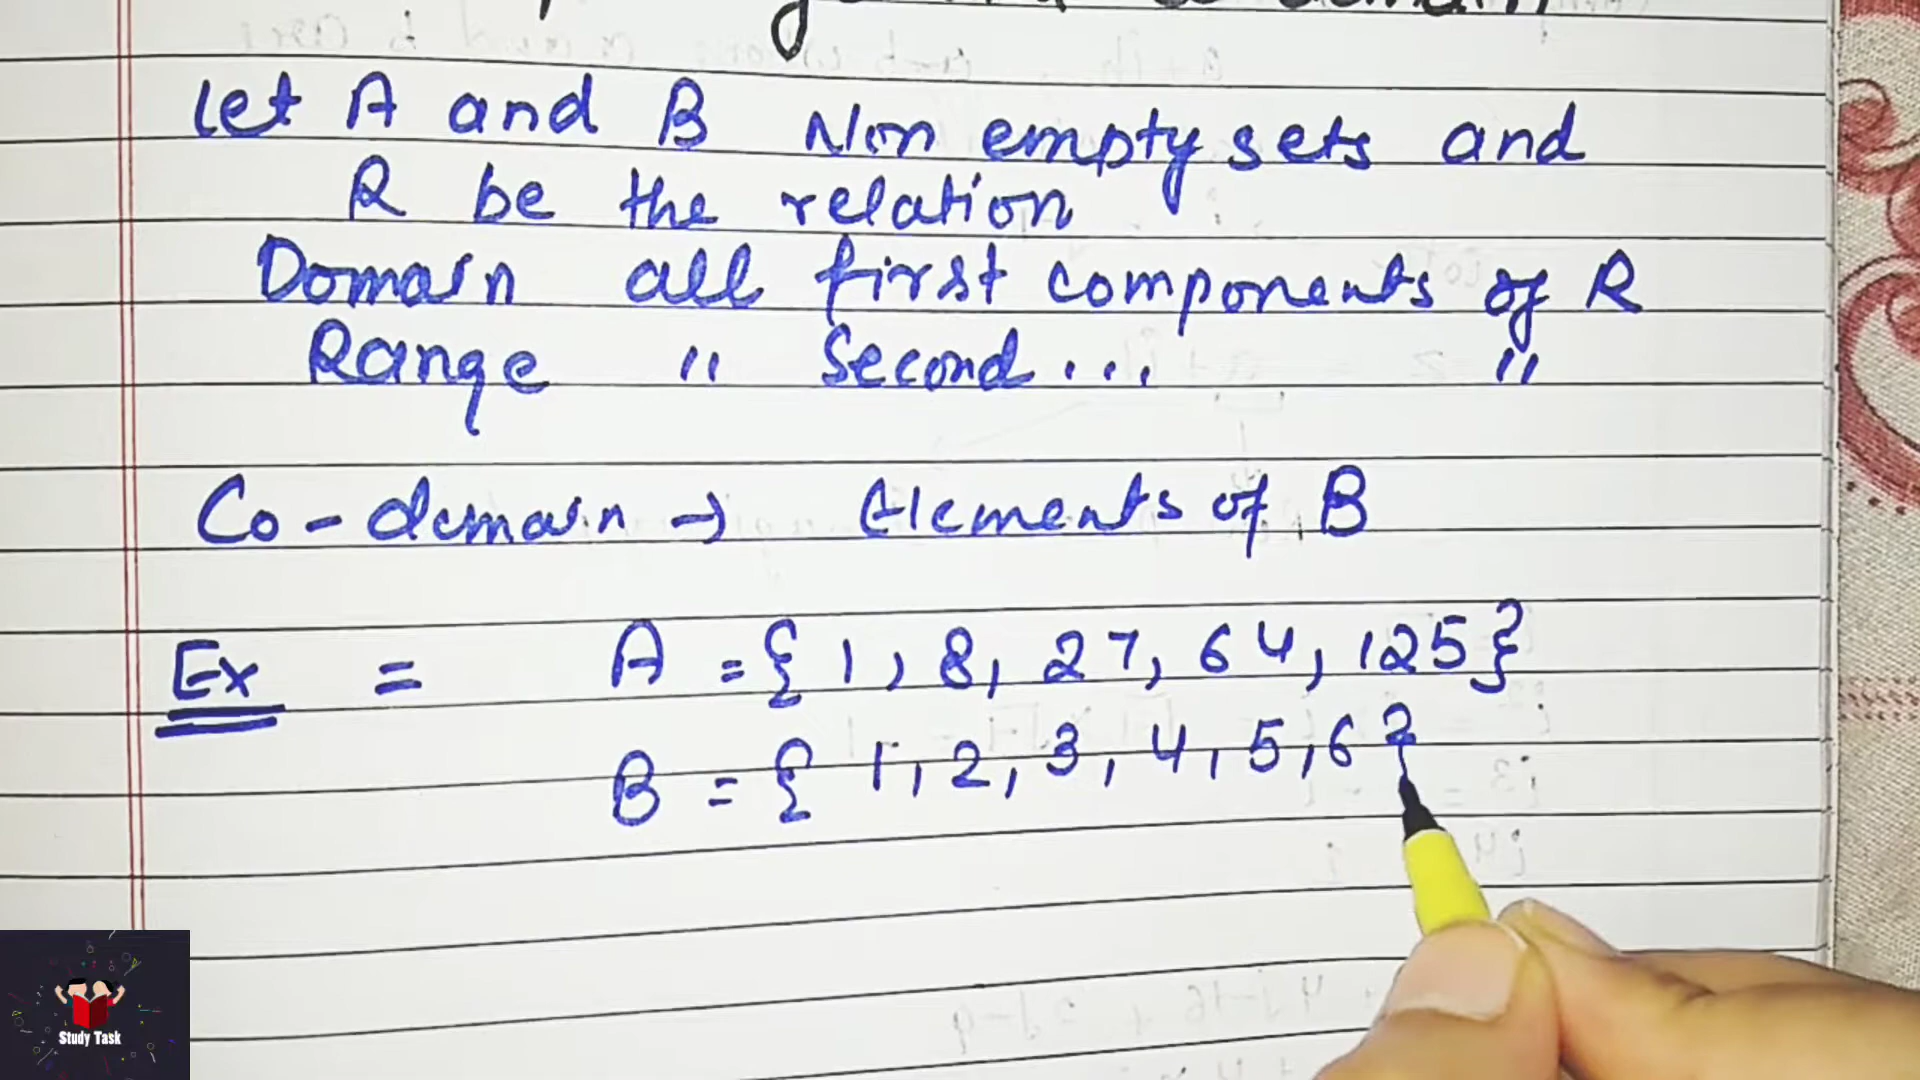 Let A and B Non empty sets and
R be the relation
Domain all first components of R
Range " Second ... "
Co-domain → Elements of B
Ex = A = { 1, 8, 27, 64, 125 }
B = { 1, 2, 3, 4, 5, 6 }
Study Task